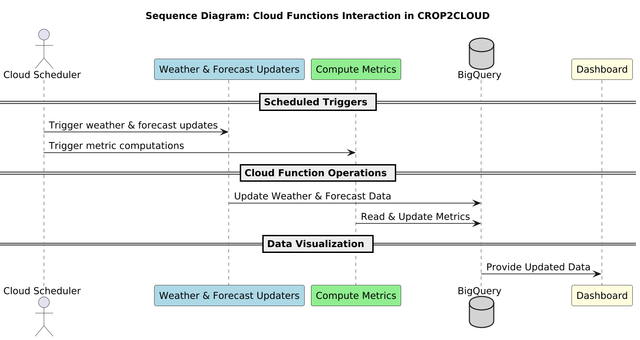 Sequence Diagram: Cloud Functions Interaction in CROP2CLOUD
Cloud Scheduler
Weather & Forecast Updaters
Compute Metrics
BigQuery
Dashboard
Scheduled Triggers
Trigger weather & forecast updates
Trigger metric computations
Cloud Function Operations
Update Weather & Forecast Data
Read & Update Metrics
Data Visualization
Provide Updated Data
Cloud Scheduler
Weather & Forecast Updaters
Compute Metrics
BigQuery
Dashboard